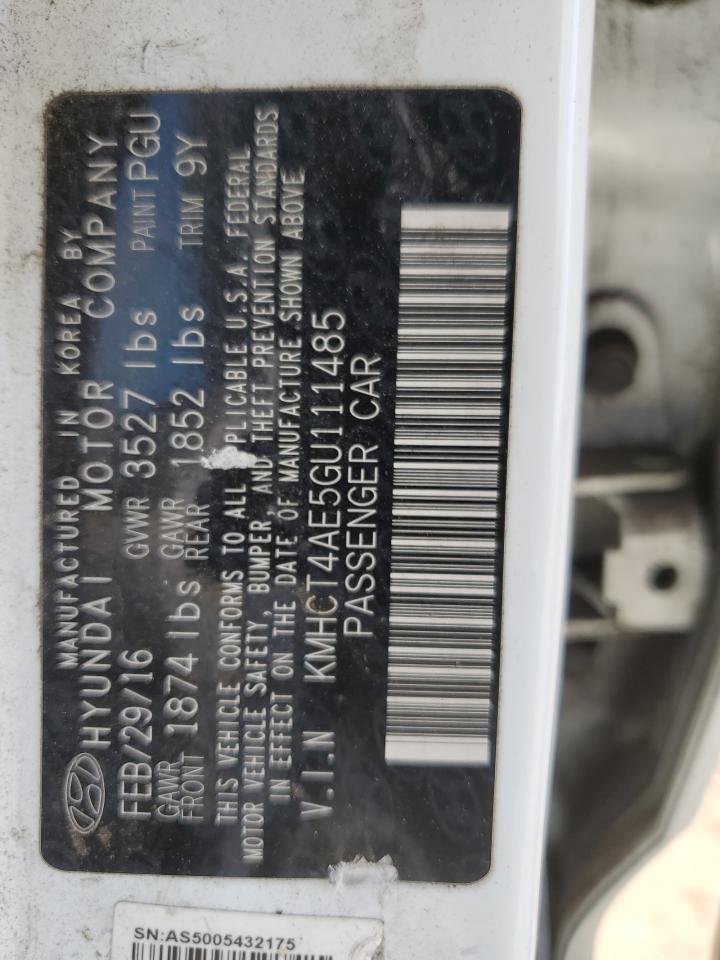 MANUFACTURED IN KOREA BY
HYUNDAI MOTOR COMPANY
FEB/29/16 GVWR 3527 lbs PAINT PGU
GAWR FRONT 1874 lbs GAWR REAR 1852 lbs TRIM 9Y
THIS VEHICLE CONFORMS TO ALL PLICABLE U.S.A. FEDERAL
MOTOR VEHICLE SAFETY, BUMPER, AND THEFT PREVENTION STANDARDS
IN EFFECT ON THE DATE OF MANUFACTURE SHOWN ABOVE
V.I.N KMHCT4AE5GU111485
PASSENGER CAR
SN:AS5005432175